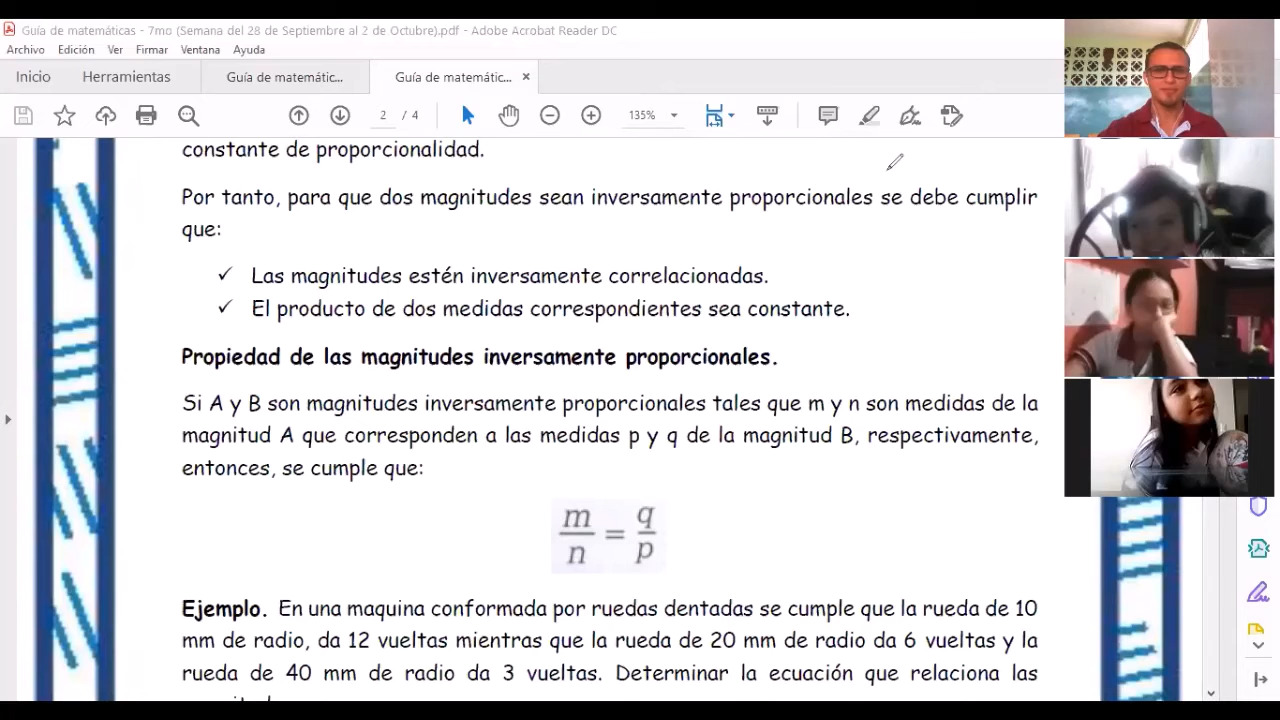 Guía de matemáticas - 7mo (Semana del 28 de Septiembre al 2 de Octubre).pdf - Adobe Acrobat Reader DC
Archivo Edición Ver Firmar Ventana Ayuda
Inicio Herramientas Guía de matemátic... Guía de matemátic... ×
2 / 4 135%
constante de proporcionalidad.
Por tanto, para que dos magnitudes sean inversamente proporcionales se debe cumplir
que:
✓ Las magnitudes estén inversamente correlacionadas.
✓ El producto de dos medidas correspondientes sea constante.
Propiedad de las magnitudes inversamente proporcionales.
Si A y B son magnitudes inversamente proporcionales tales que m y n son medidas de la
magnitud A que corresponden a las medidas p y q de la magnitud B, respectivamente,
entonces, se cumple que:
m/n = q/p
Ejemplo. En una maquina conformada por ruedas dentadas se cumple que la rueda de 10
mm de radio, da 12 vueltas mientras que la rueda de 20 mm de radio da 6 vueltas y la
rueda de 40 mm de radio da 3 vueltas. Determinar la ecuación que relaciona las